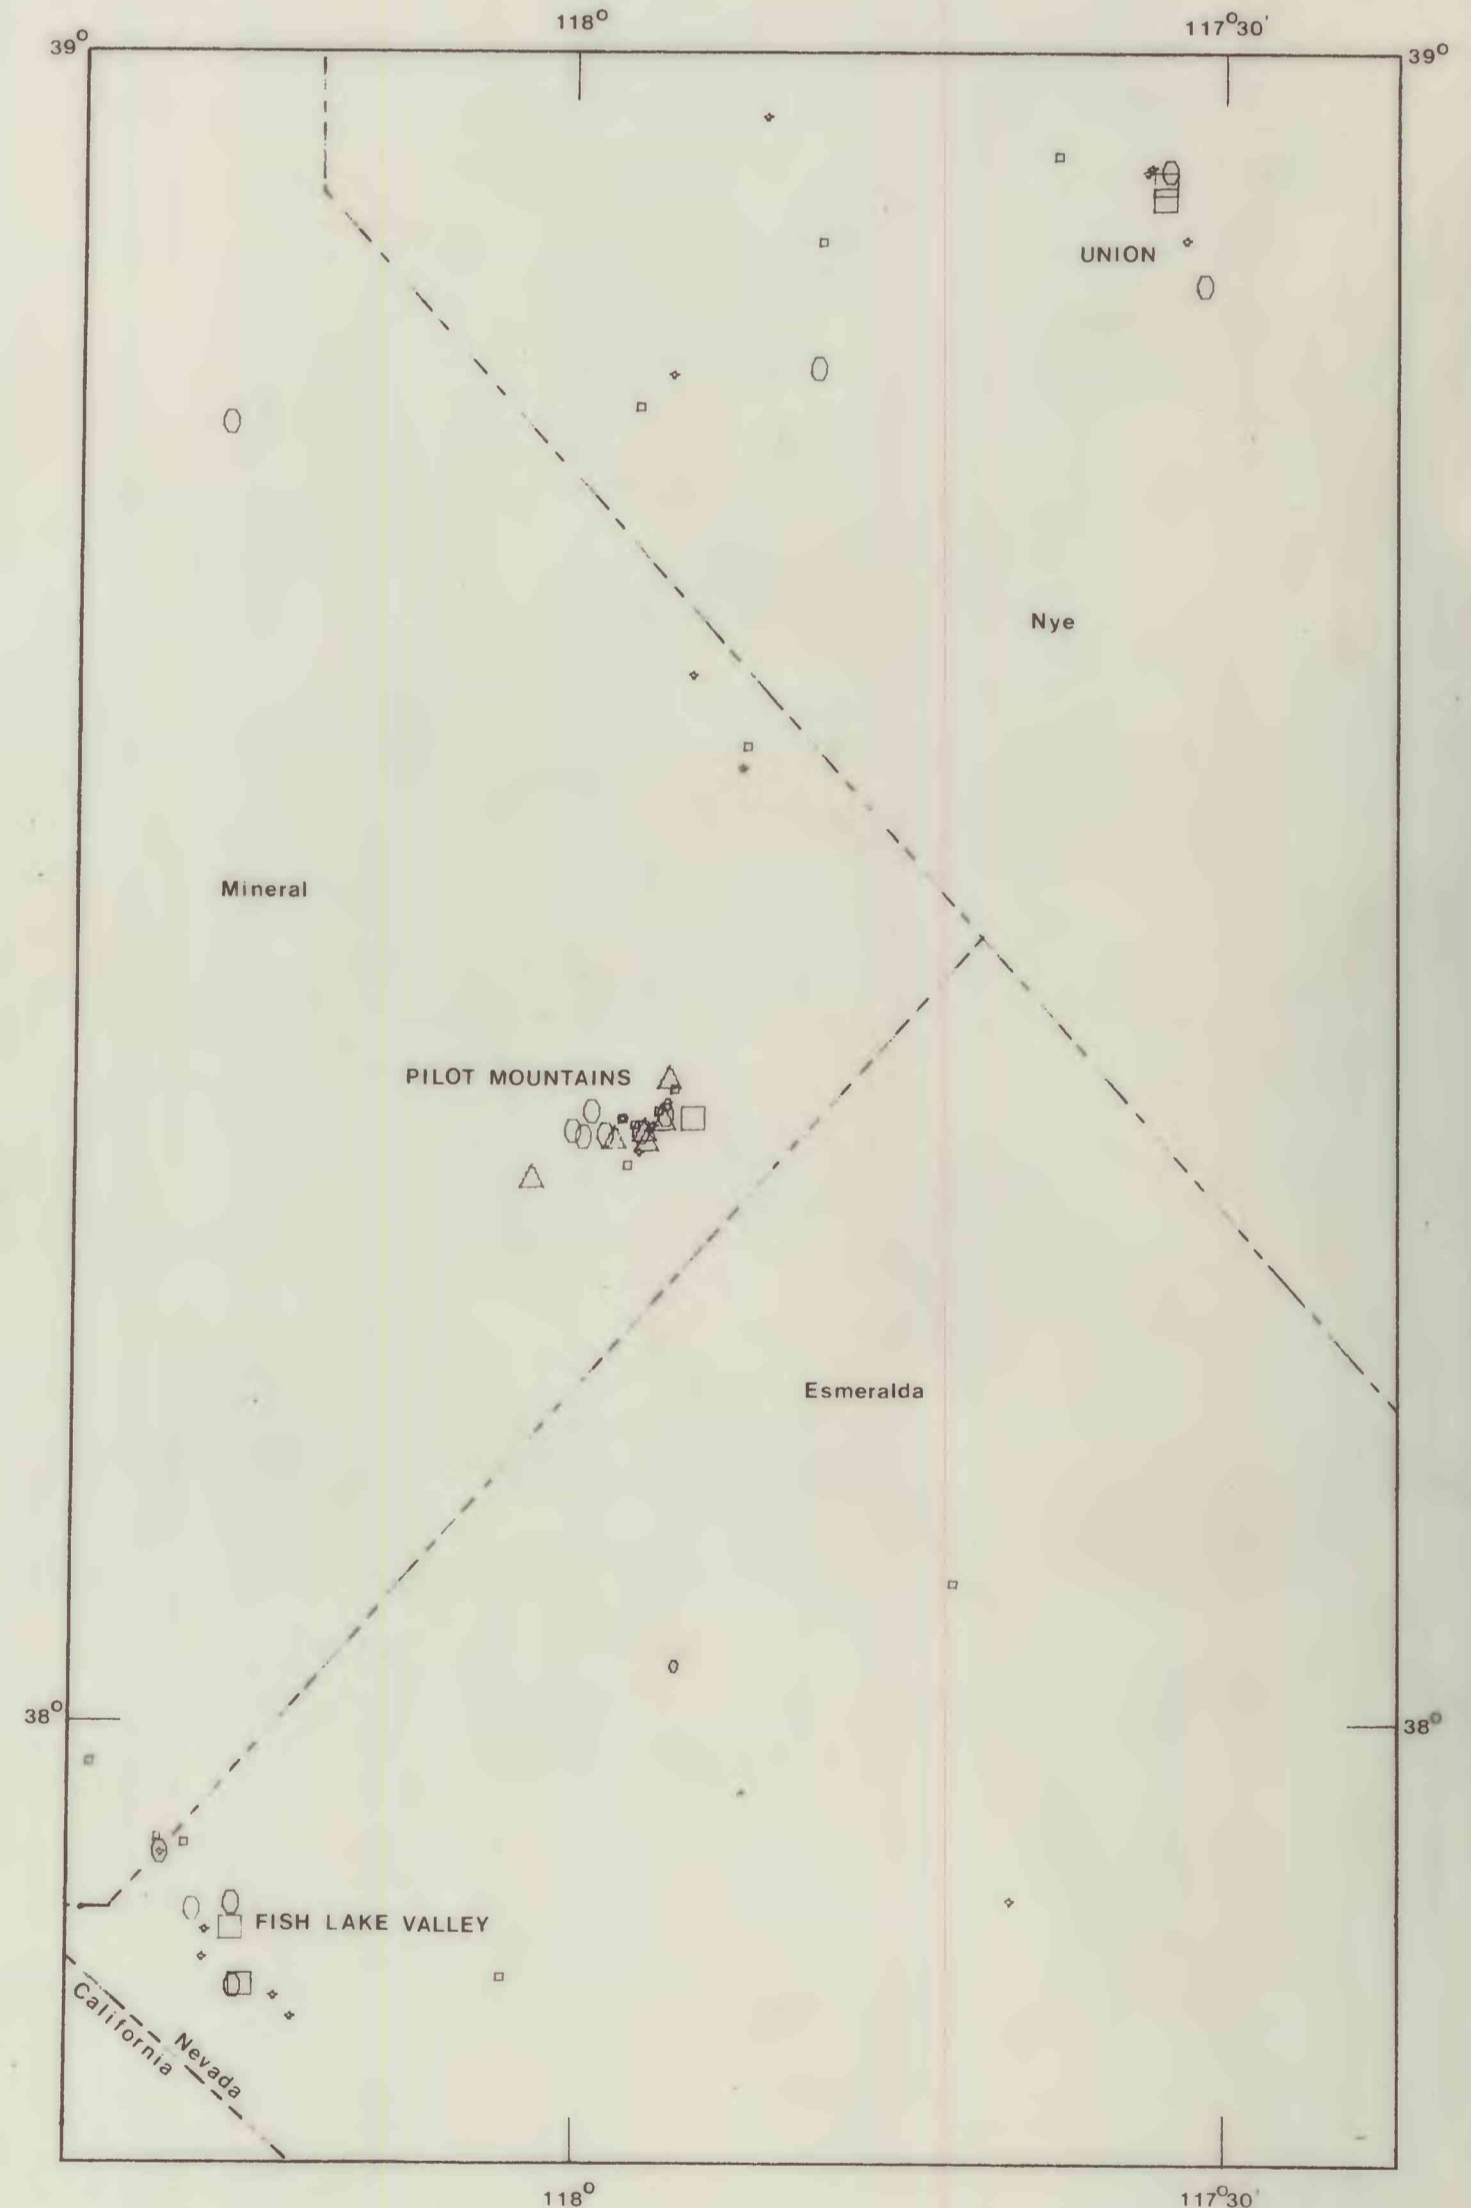 118°
117°30'
39°
39°
UNION
Nye
Mineral
PILOT MOUNTAINS
Esmeralda
38°
38°
FISH LAKE VALLEY
California
Nevada
118°
117°30'